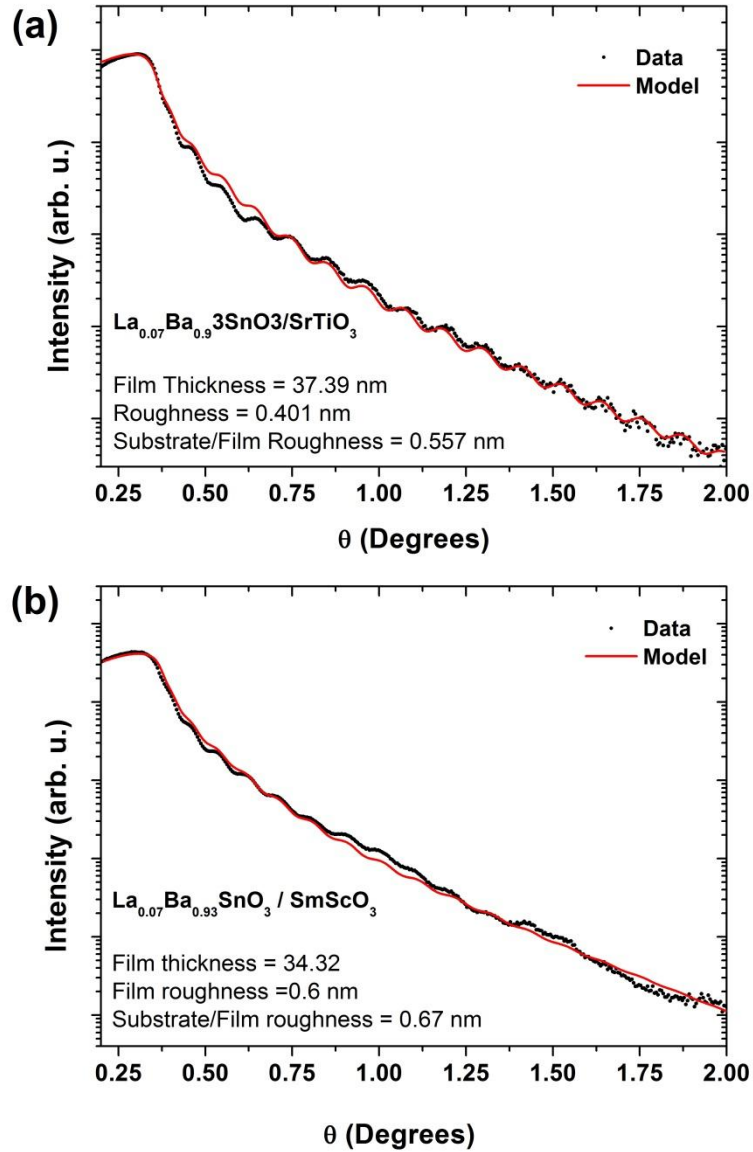 (a)
Data
Model
Intensity (arb. u.)
La0.07Ba0.93SnO3/SrTiO3
Film Thickness = 37.39 nm
Roughness = 0.401 nm
Substrate/Film Roughness = 0.557 nm
0.25 0.50 0.75 1.00 1.25 1.50 1.75 2.00
θ (Degrees)
(b)
Data
Model
Intensity (arb. u.)
La0.07Ba0.93SnO3 / SmScO3
Film thickness = 34.32
Film roughness =0.6 nm
Substrate/Film roughness = 0.67 nm
0.25 0.50 0.75 1.00 1.25 1.50 1.75 2.00
θ (Degrees)